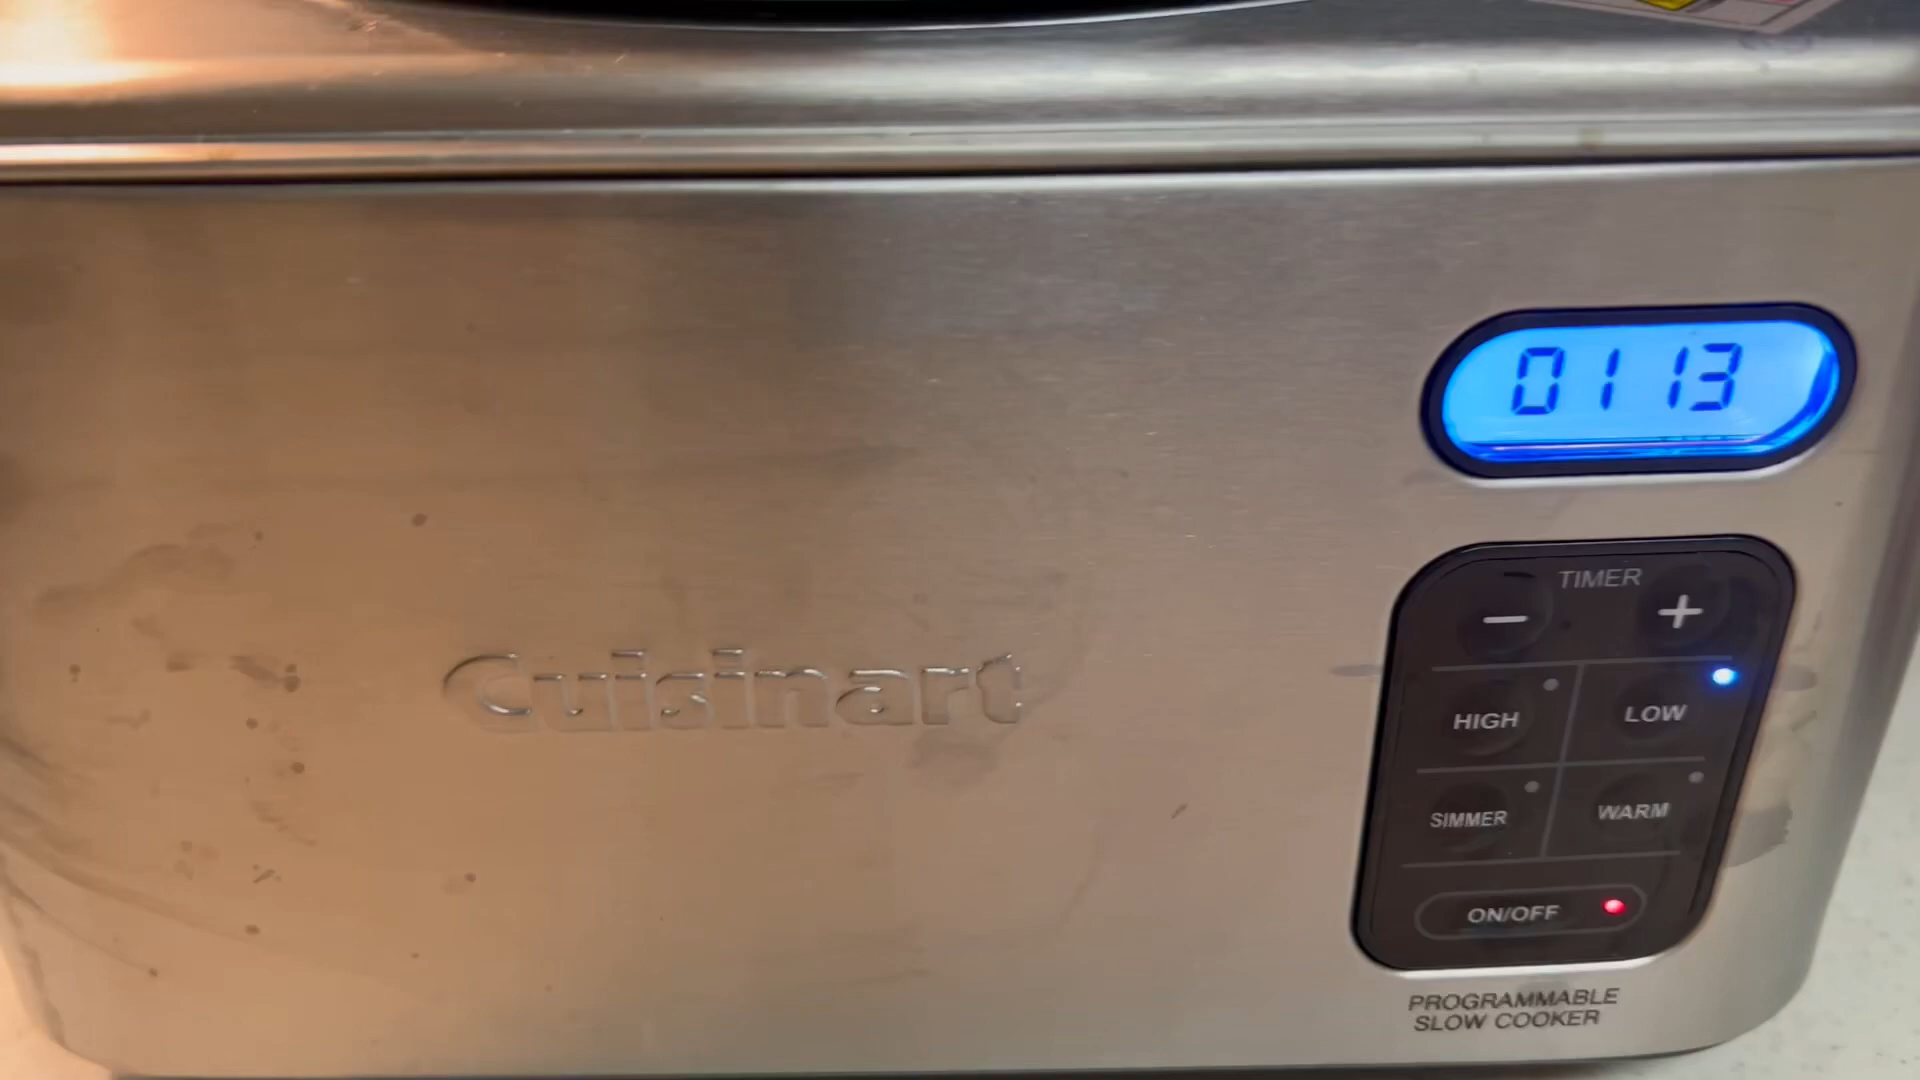 0113
TIMER
− +
HIGH LOW
SIMMER WARM
ON/OFF
Cuisinart
PROGRAMMABLE
SLOW COOKER